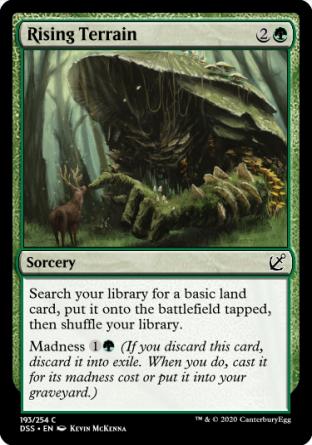 Rising Terrain 2
Sorcery
Search your library for a basic land
card, put it onto the battlefield tapped,
then shuffle your library.
Madness 1 (If you discard this card,
discard it into exile. When you do, cast it
for its madness cost or put it into your
graveyard.)
193/254 C
DSS • EN Kevin McKenna
™ & © 2020 CanterburyEgg